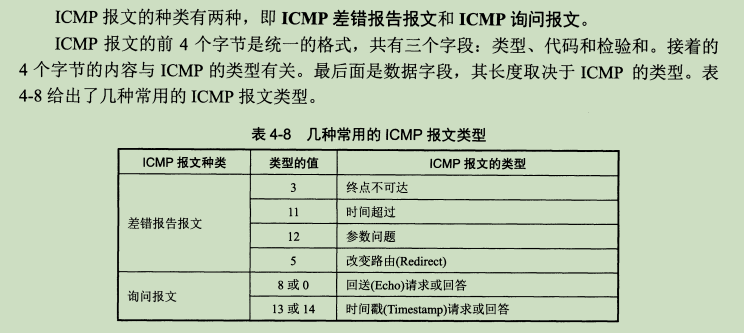 ICMP 报文的种类有两种，即 ICMP 差错报告报文和 ICMP 询问报文。
ICMP 报文的前 4 个字节是统一的格式，共有三个字段：类型、代码和检验和。接着的
4 个字节的内容与 ICMP 的类型有关。最后面是数据字段，其长度取决于 ICMP 的类型。表
4-8 给出了几种常用的 ICMP 报文类型。
表 4-8 几种常用的 ICMP 报文类型
ICMP 报文种类 类型的值 ICMP 报文的类型
差错报告报文
3 终点不可达
11 时间超过
12 参数问题
5 改变路由(Redirect)
询问报文
8 或 0 回送(Echo)请求或回答
13 或 14 时间戳(Timestamp)请求或回答